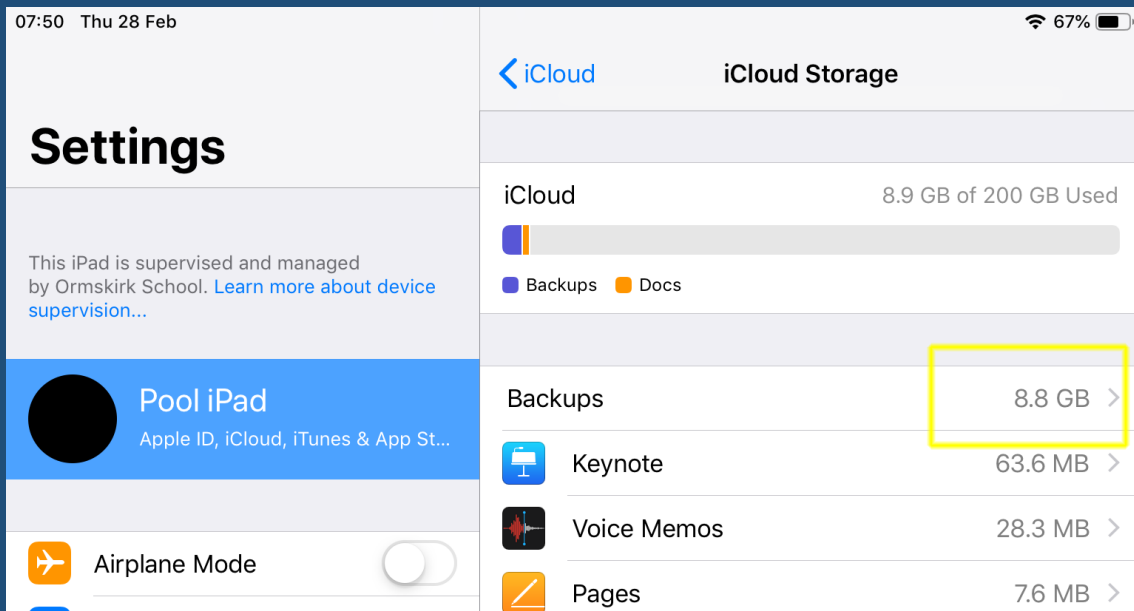 07:50 Thu 28 Feb
67%
Settings
This iPad is supervised and managed
by Ormskirk School. Learn more about device
supervision...
Pool iPad
Apple ID, iCloud, iTunes & App St...
Airplane Mode
iCloud
iCloud Storage
iCloud
8.9 GB of 200 GB Used
Backups
Docs
Backups
8.8 GB
Keynote
63.6 MB
Voice Memos
28.3 MB
Pages
7.6 MB